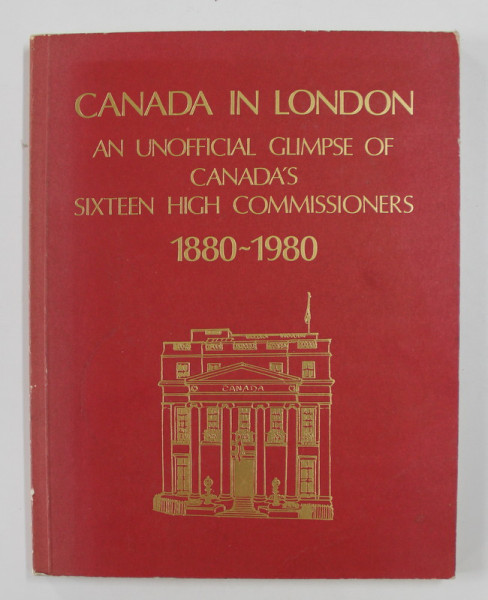 CANADA IN LONDON
AN UNOFFICIAL GLIMPSE OF
CANADA'S
SIXTEEN HIGH COMMISSIONERS
1880~1980
CANADA